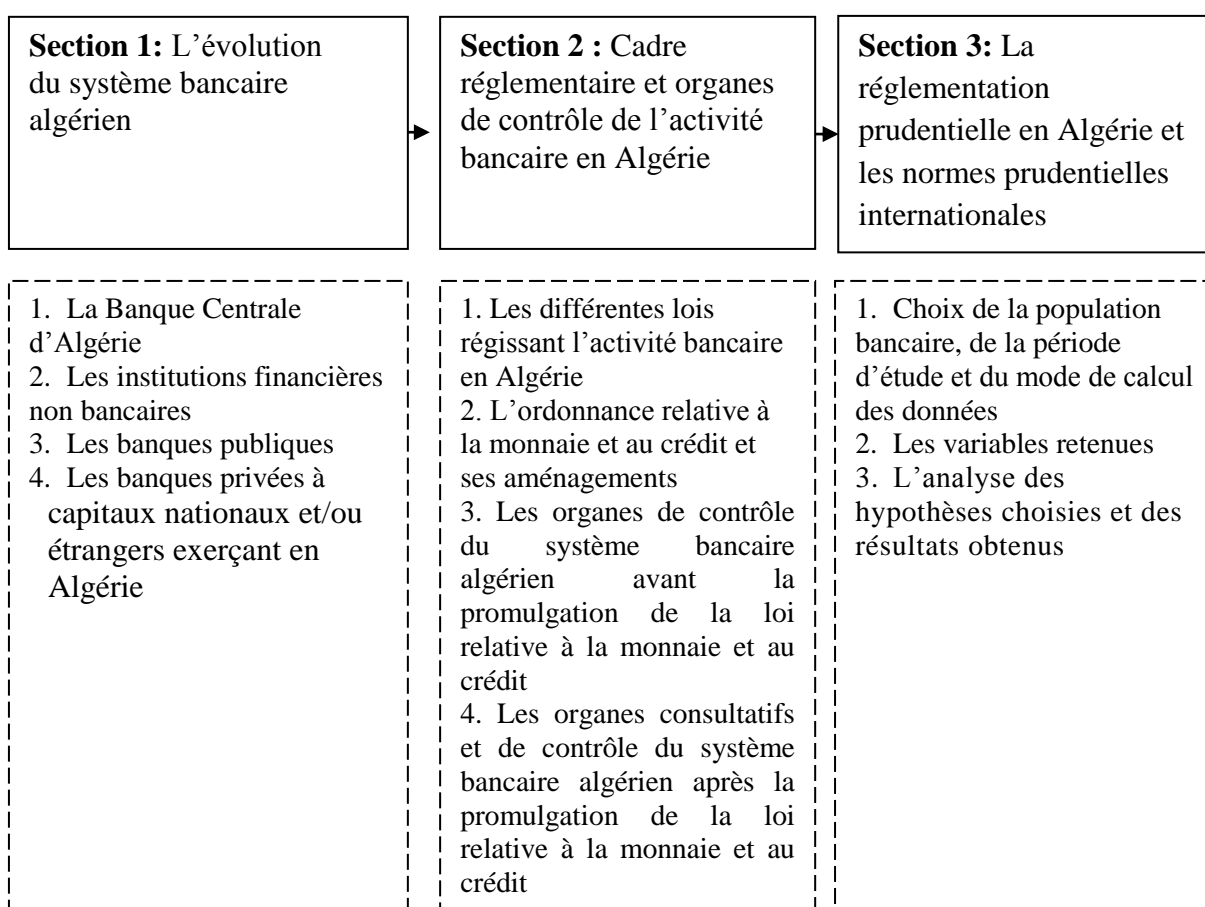 Section 1: L'évolution
du système bancaire
algérien
Section 2 : Cadre
réglementaire et organes
de contrôle de l'activité
bancaire en Algérie
Section 3: La
réglementation
prudentielle en Algérie et
les normes prudentielles
internationales
1. La Banque Centrale
d'Algérie
2. Les institutions financières
non bancaires
3. Les banques publiques
4. Les banques privées à
capitaux nationaux et/ou
étrangers exerçant en
Algérie
1. Les différentes lois
régissant l'activité bancaire
en Algérie
2. L'ordonnance relative à
la monnaie et au crédit et
ses aménagements
3. Les organes de contrôle
du système bancaire
algérien avant la
promulgation de la loi
relative à la monnaie et au
crédit
4. Les organes consultatifs
et de contrôle du système
bancaire algérien après la
promulgation de la loi
relative à la monnaie et au
crédit
1. Choix de la population
bancaire, de la période
d'étude et du mode de calcul
des données
2. Les variables retenues
3. L'analyse des
hypothèses choisies et des
résultats obtenus